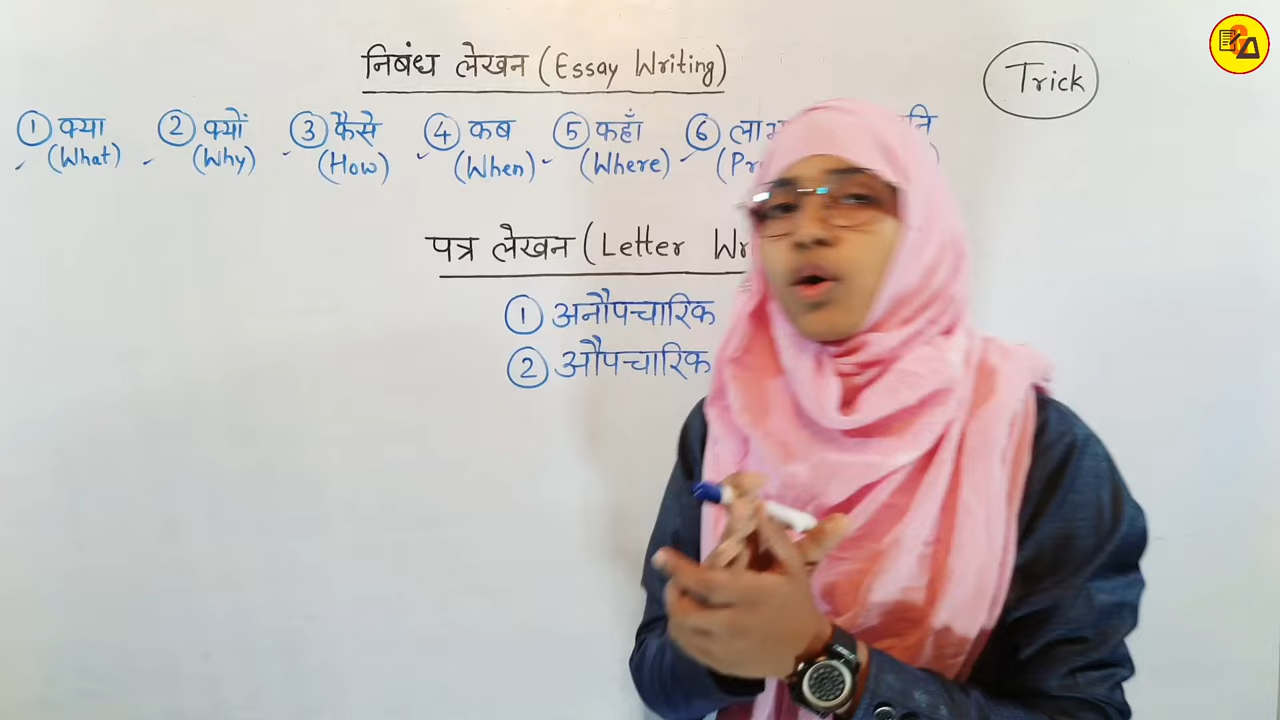 निबंध लेखन (Essay Writing)
Trick
① क्या ② क्यों ③ कैसे ④ कब ⑤ कहाँ ⑥
(What) (Why) (How) (When) (Where)
पत्र लेखन (Letter
① अनौपचारिक
② औपचारिक